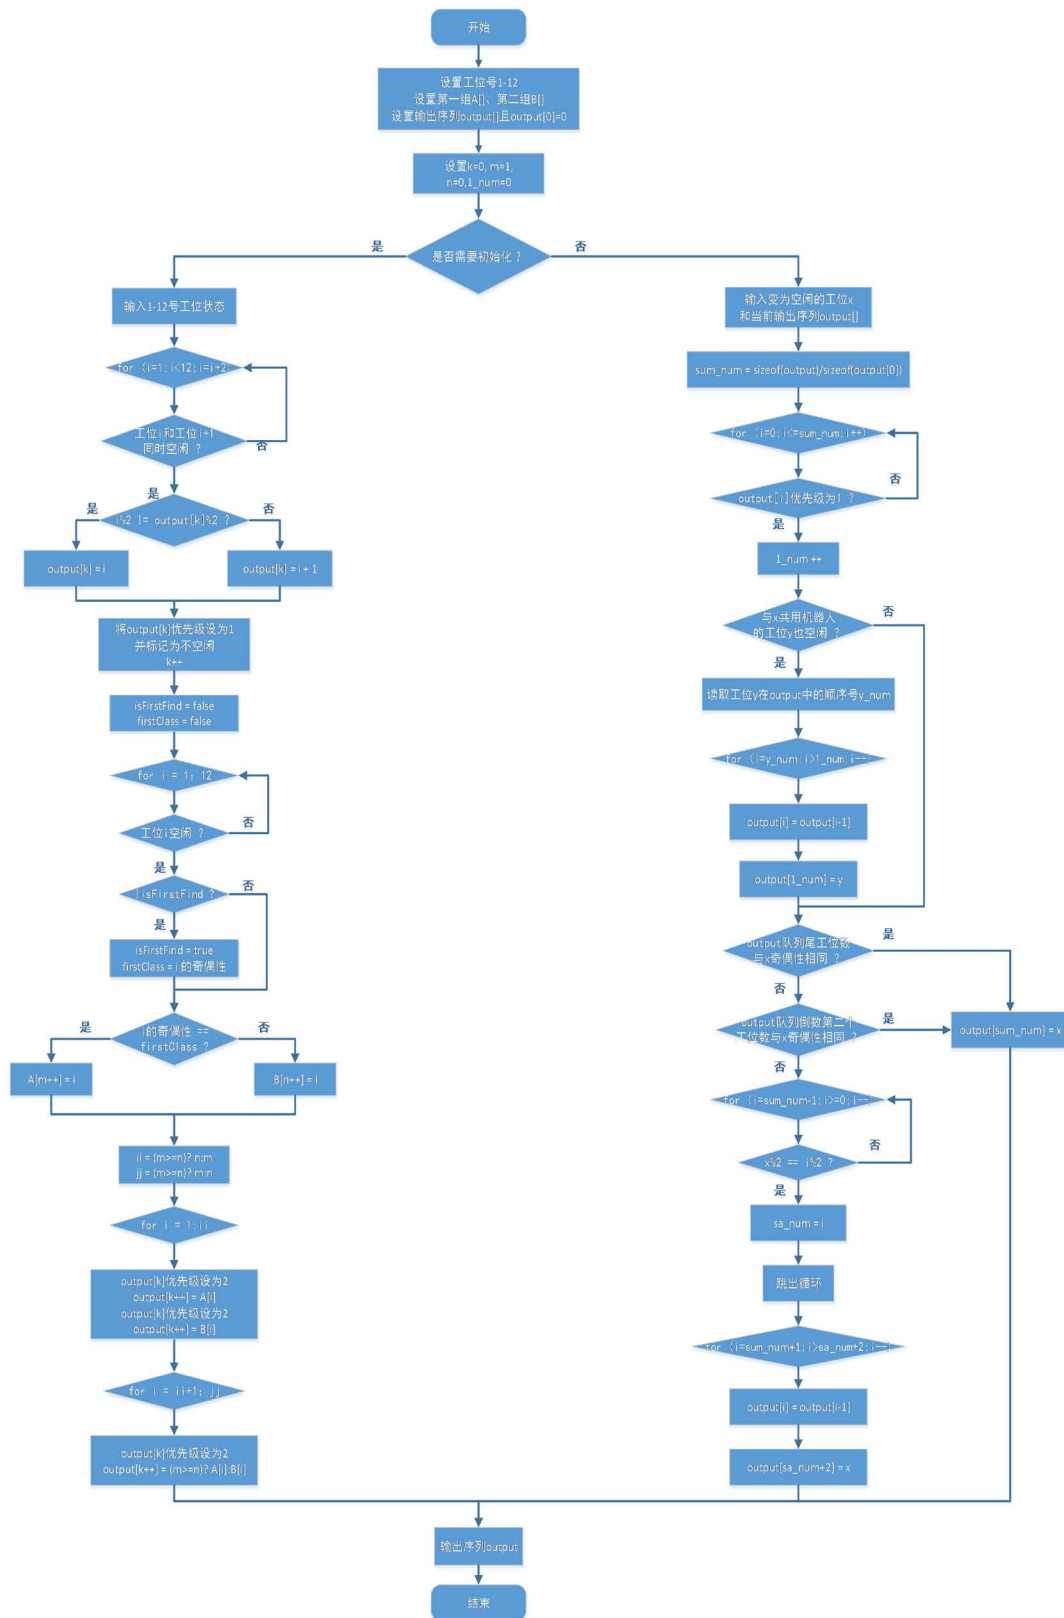 开始
设置工位号1-12
设置第一组A[]、第二组B[]
设置输出序列output[]且output[0]=0
设置k=0, m=1,
n=0,1_num=0
是否需要初始化 ?
是
否
输入1-12号工位状态
for (i=1;i<12;i=i+2)
工位i和工位i+1
同时空闲 ?
否
是
i%2 != output[k]%2 ?
是
否
output[k] = i
output[k] = i + 1
将output[k]优先级设为1
并标记为不空闲
k++
isFirstFind = false
firstClass = false
for i = 1: 12
工位i空闲 ?
否
是
!isFirstFind ?
否
是
isFirstFind = true
firstClass = i 的奇偶性
i的奇偶性 ==
firstClass ?
是
否
A[m++] = i
B[n++] = i
ii = (m>=n)? n:m
jj = (m>=n)? m:n
for i = 1:ii
output[k]优先级设为2
output[k++] = A[i]
output[k]优先级设为2
output[k++] = B[i]
for i = ii+1: jj
output[k]优先级设为2
output[k++] = (m>=n)? A[i]:B[i]
输入变为空闲的工位x
和当前输出序列output[]
sum_num = sizeof(output)/sizeof(output[0])
for (i=0;i<=sum_num;i++)
否
output[i]优先级为1 ?
是
1_num ++
与x共用机器人
的工位y也空闲 ?
否
是
读取工位y在output中的顺序号y_num
for (i=y_num;i>1_num;i--)
output[i] = output[i-1]
output[1_num] = y
output队列尾工位数
与x奇偶性相同 ?
是
否
output队列倒数第二个
工位数与x奇偶性相同 ?
是
output[sum_num] = x
否
for (i=sum_num-1;i>=0;i--)
否
x%2 == i%2 ?
是
sa_num = i
跳出循环
for (i=sum_num+1;i>sa_num+2;i--)
output[i] = output[i-1]
output[sa_num+2] = x
输出序列output
结束